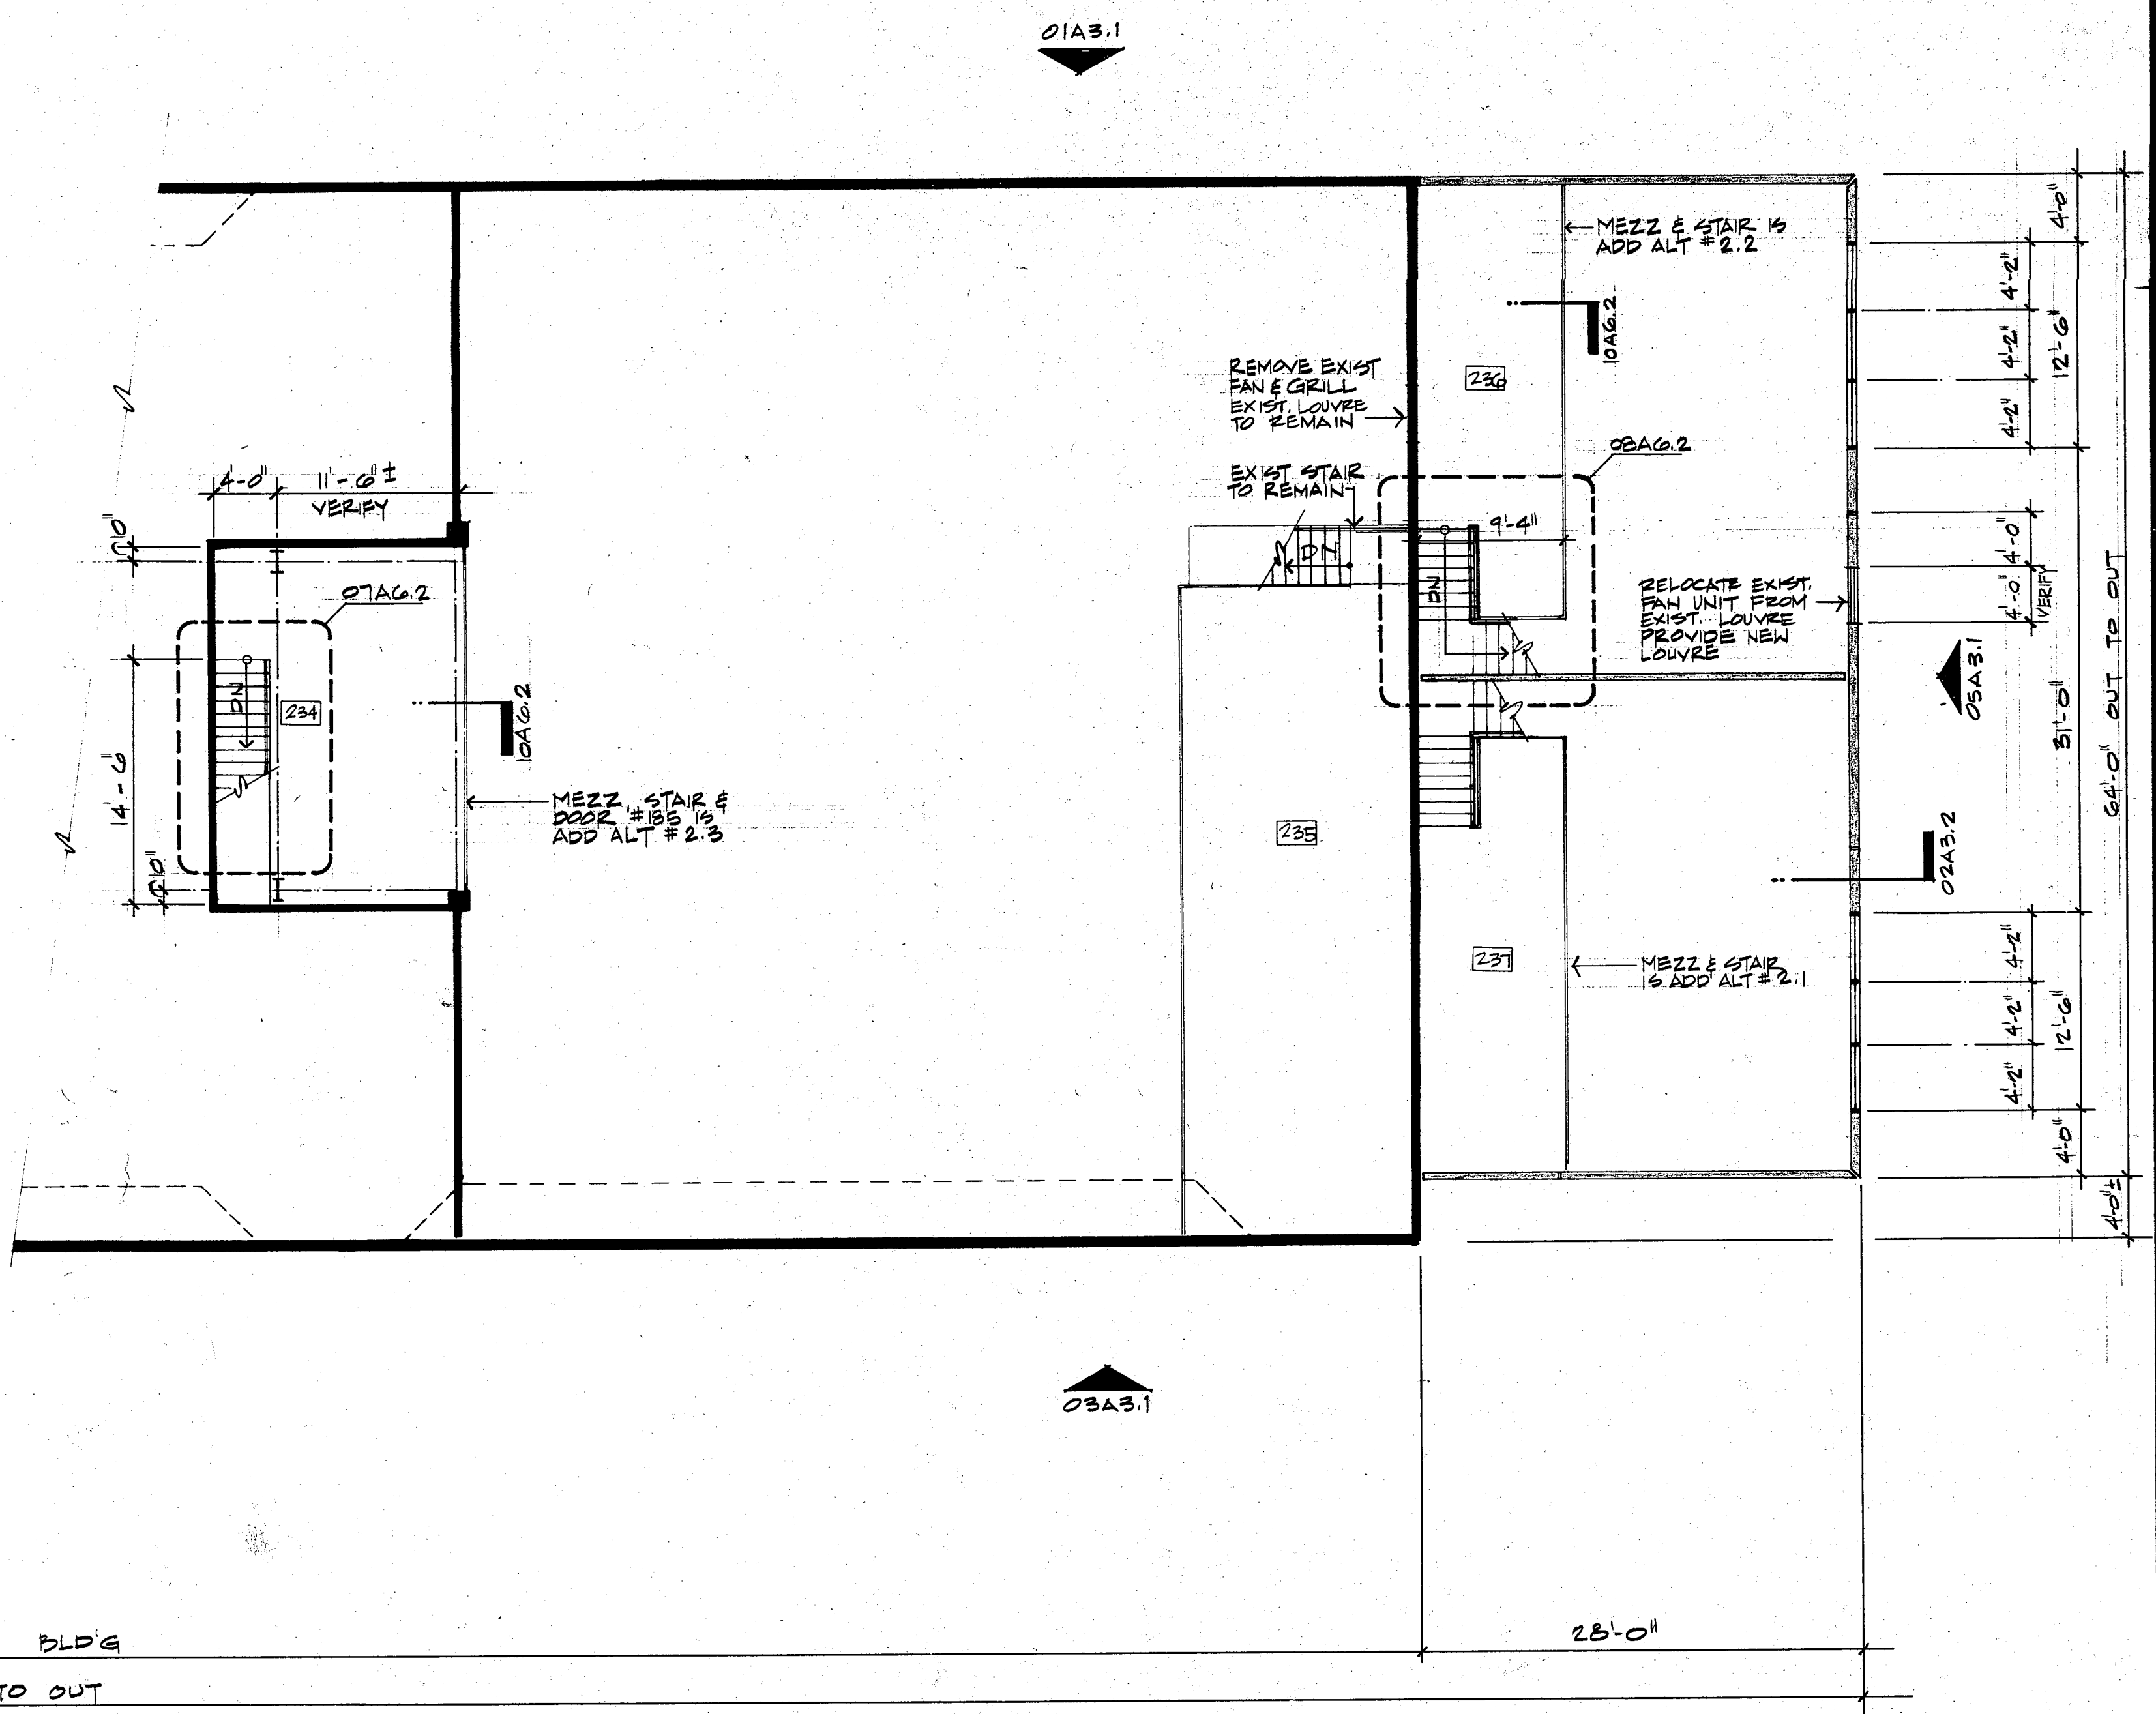 01A3.1
MEZZ & STAIR IS
ADD ALT #2.2
10A6.2
REMOVE EXIST
FAN & GRILL
EXIST. LOUVRE
TO REMAIN
236
08A6.2
EXIST STAIR
TO REMAIN
9'-4"
DN
DN
RELOCATE EXIST.
FAN UNIT FROM
EXIST. LOUVRE
PROVIDE NEW
LOUVRE
4'-0"
11'-6"±
VERIFY
10"
07A6.2
DN
234
14'-6"
10"
10A6.2
MEZZ, STAIR &
DOOR #185 IS
ADD ALT #2.3
235
237
MEZZ & STAIR
IS ADD ALT #2.1
05A3.1
02A3.2
4'-0"
4'-2"
4'-2"
4'-2"
12'-6"
4'-0"
4'-0"
VERIFY
31'-0"
64'-0" OUT TO OUT
4'-2"
4'-2"
4'-2"
12'-6"
4'-0"
4'-0"±
03A3.1
BLD'G
28'-0"
TO OUT